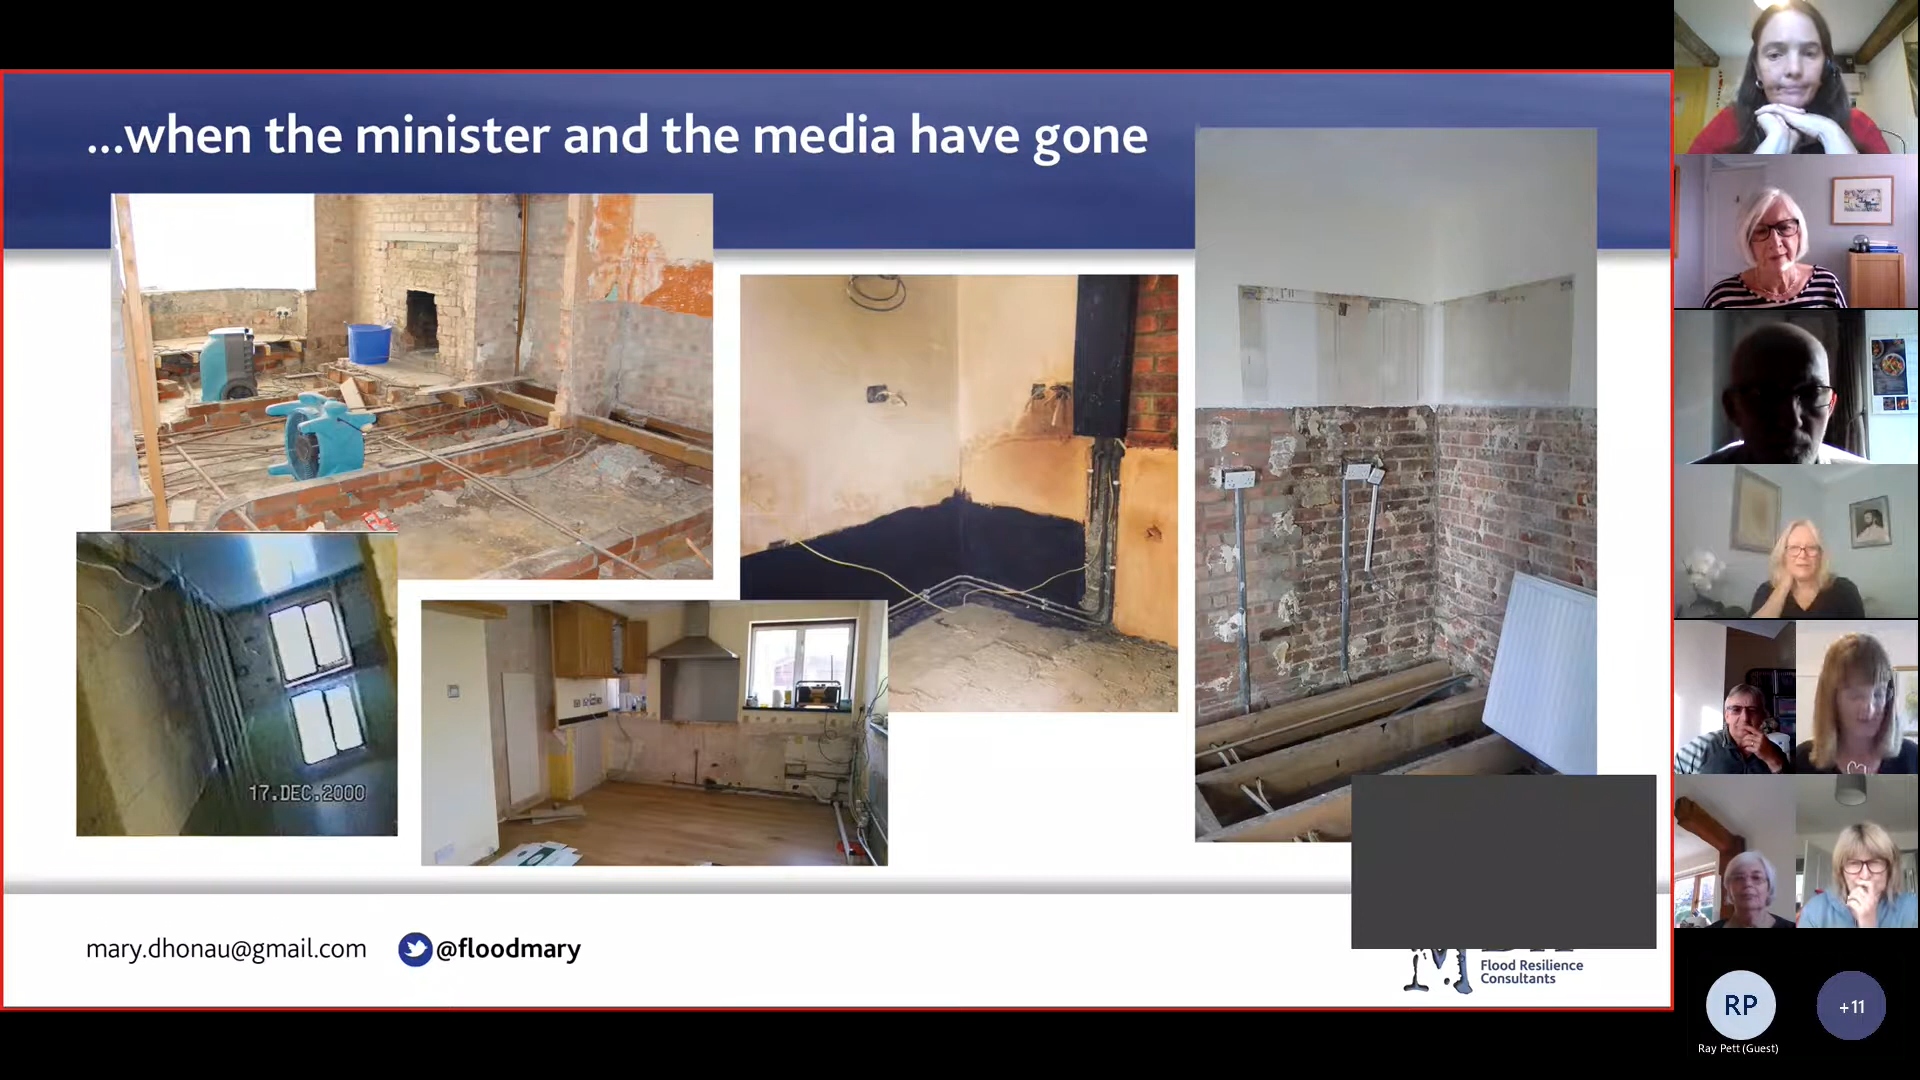 ...when the minister and the media have gone
17.DEC.2000
mary.dhonau@gmail.com
@floodmary
Flood Resilience
Consultants
RP
+11
Ray Pett (Guest)